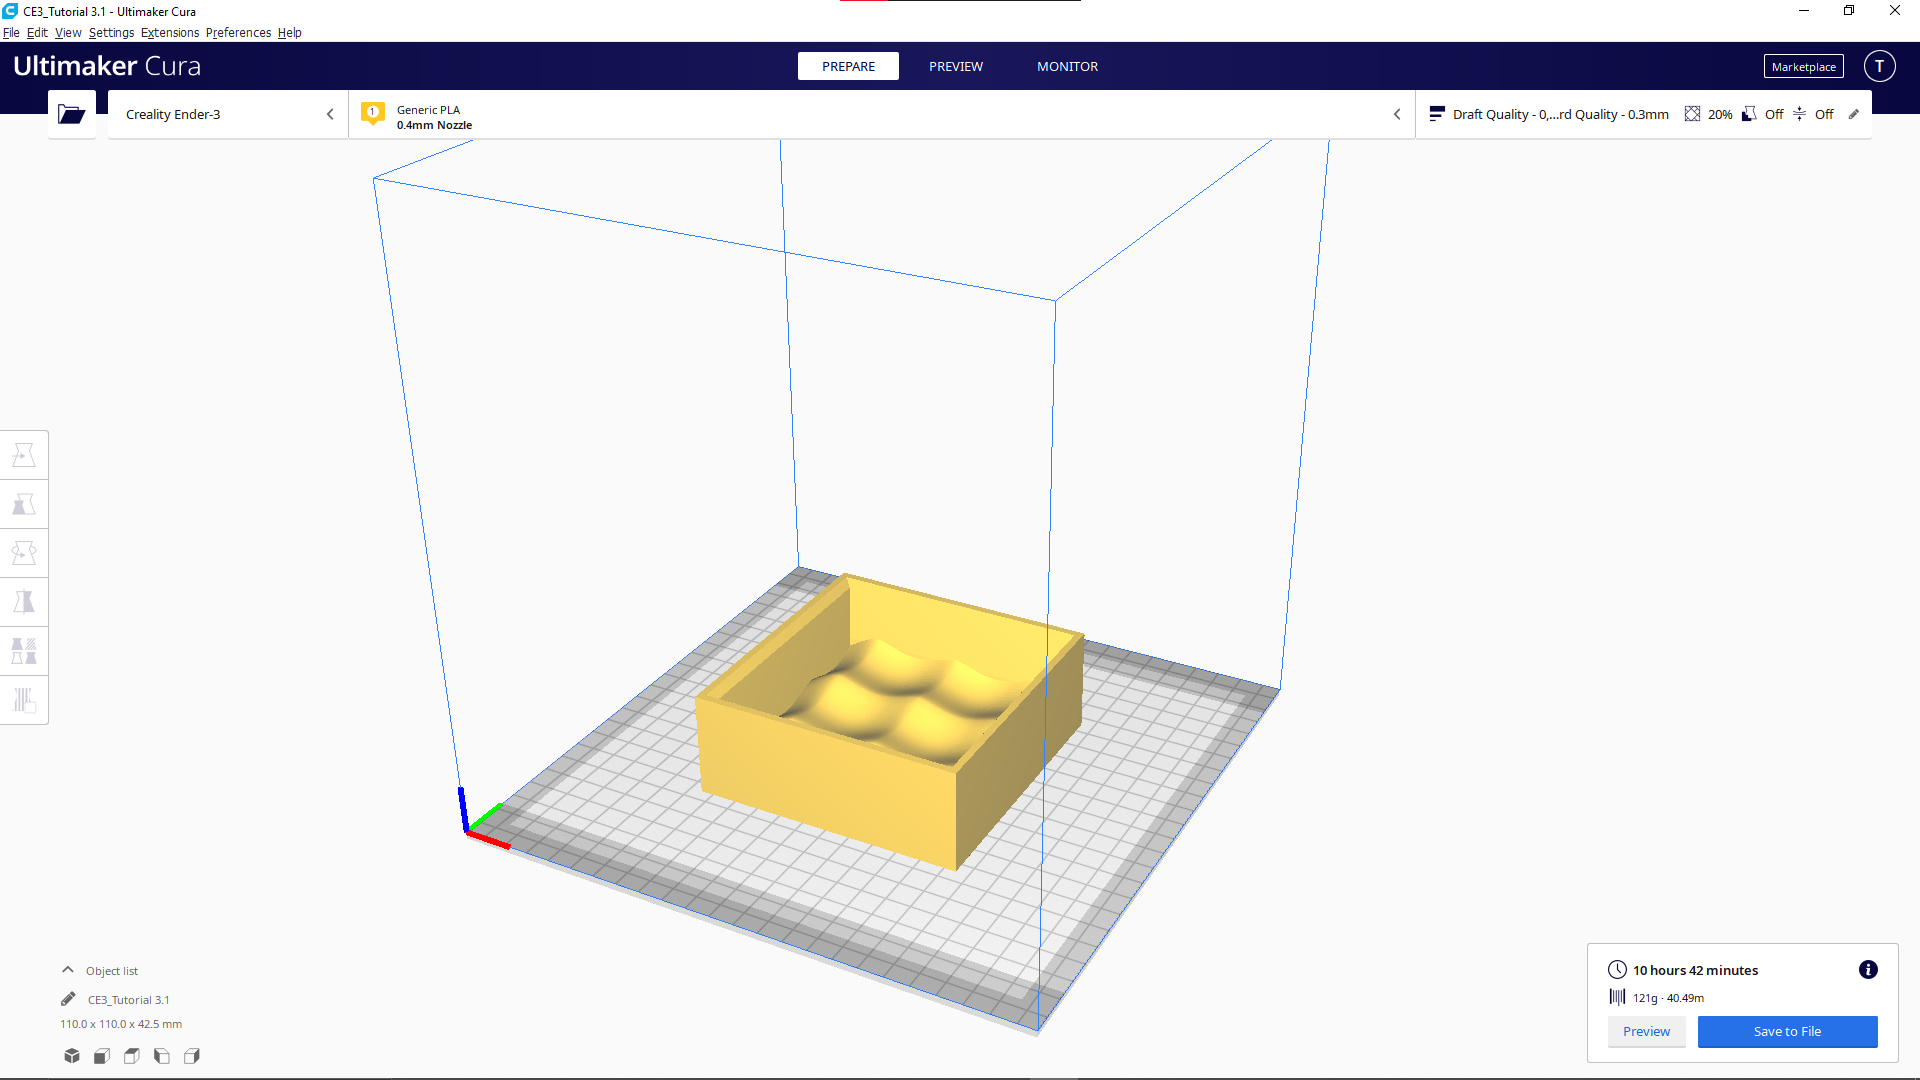 CE3_Tutorial 3.1 - Ultimaker Cura
File Edit View Settings Extensions Preferences Help
Ultimaker Cura
PREPARE
PREVIEW
MONITOR
Marketplace
T
Creality Ender-3
1
Generic PLA
0.4mm Nozzle
Draft Quality - 0,...rd Quality - 0.3mm
20%
Off
Off
Object list
CE3_Tutorial 3.1
110.0 x 110.0 x 42.5 mm
10 hours 42 minutes
121g · 40.49m
Preview
Save to File